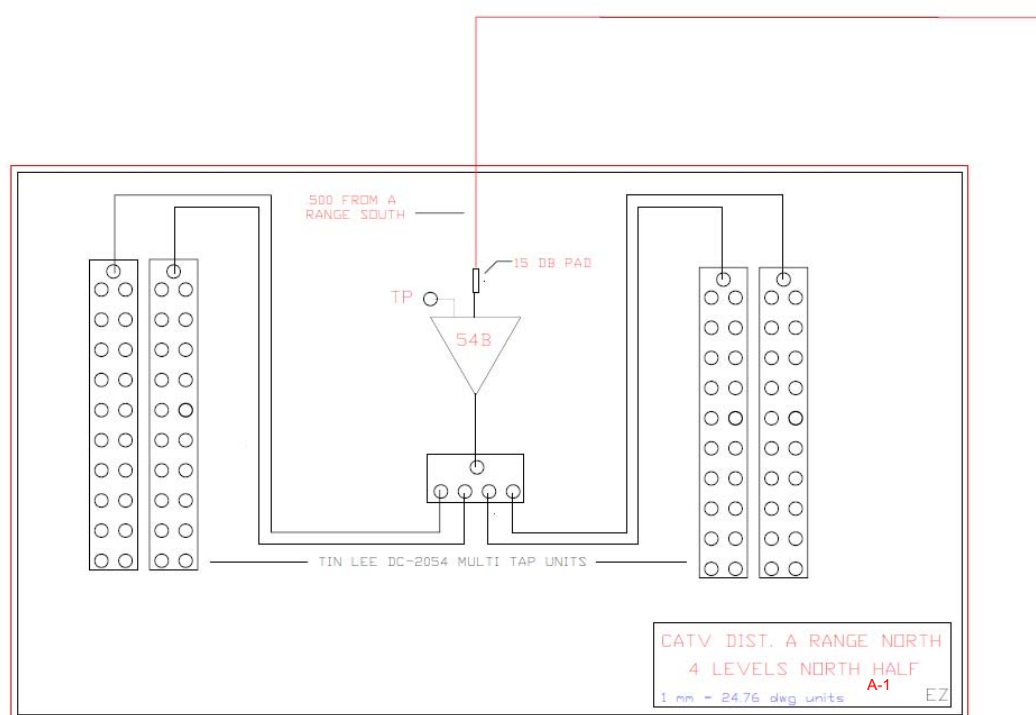 .500 FROM A
RANGE SOUTH
15 DB PAD
TP
54B
TIN LEE DC-2054 MULTI TAP UNITS
CATV DIST. A RANGE NORTH
4 LEVELS NORTH HALF
A-1
1 mm = 24.76 dwg units
EZ